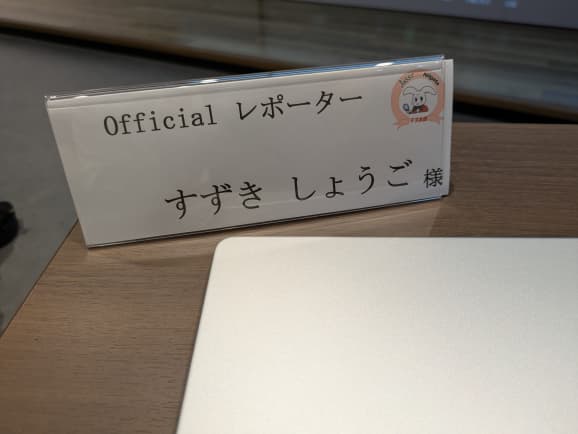 Official レポーター
すずき しょうご 様